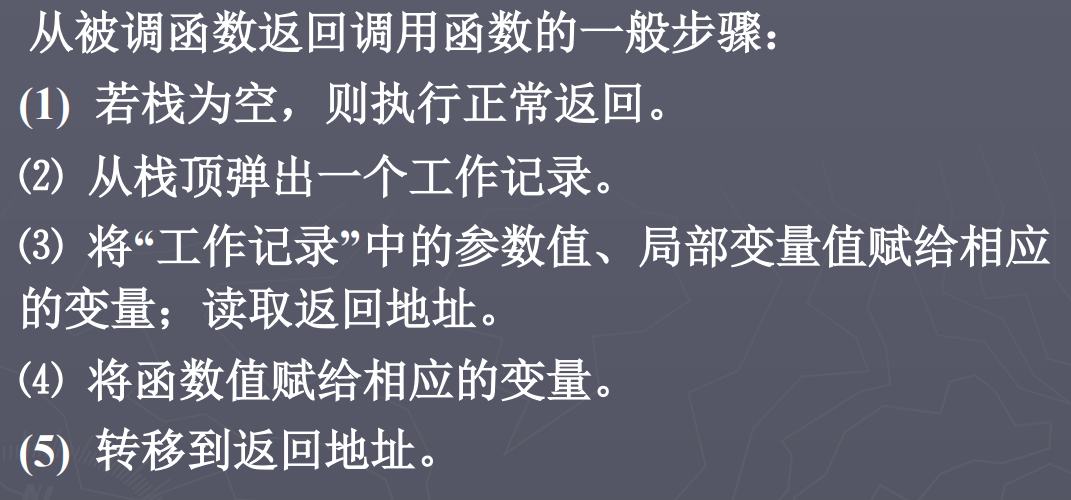 从被调函数返回调用函数的一般步骤：
(1) 若栈为空，则执行正常返回。
⑵ 从栈顶弹出一个工作记录。
⑶ 将“工作记录”中的参数值、局部变量值赋给相应
的变量；读取返回地址。
⑷ 将函数值赋给相应的变量。
(5) 转移到返回地址。